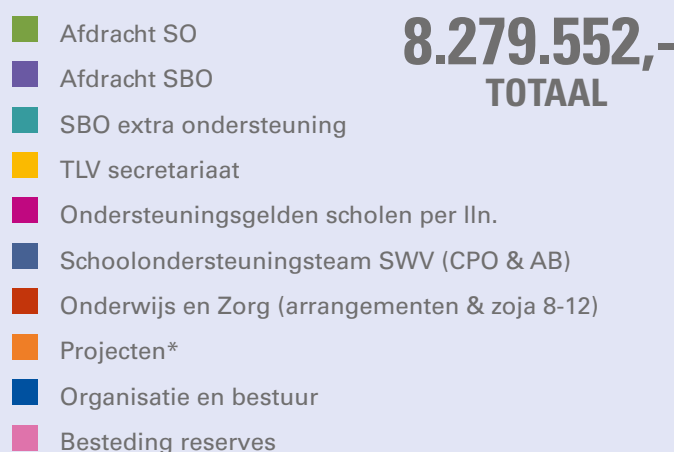 Afdracht SO
Afdracht SBO
SBO extra ondersteuning
TLV secretariaat
Ondersteuningsgelden scholen per lln.
Schoolondersteuningsteam SWV (CPO & AB)
Onderwijs en Zorg (arrangementen & zoja 8-12)
Projecten*
Organisatie en bestuur
Besteding reserves
8.279.552,-
TOTAAL